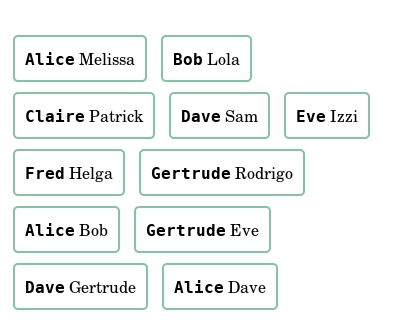 Alice Melissa Bob Lola
Claire Patrick Dave Sam Eve Izzi
Fred Helga Gertrude Rodrigo
Alice Bob Gertrude Eve
Dave Gertrude Alice Dave